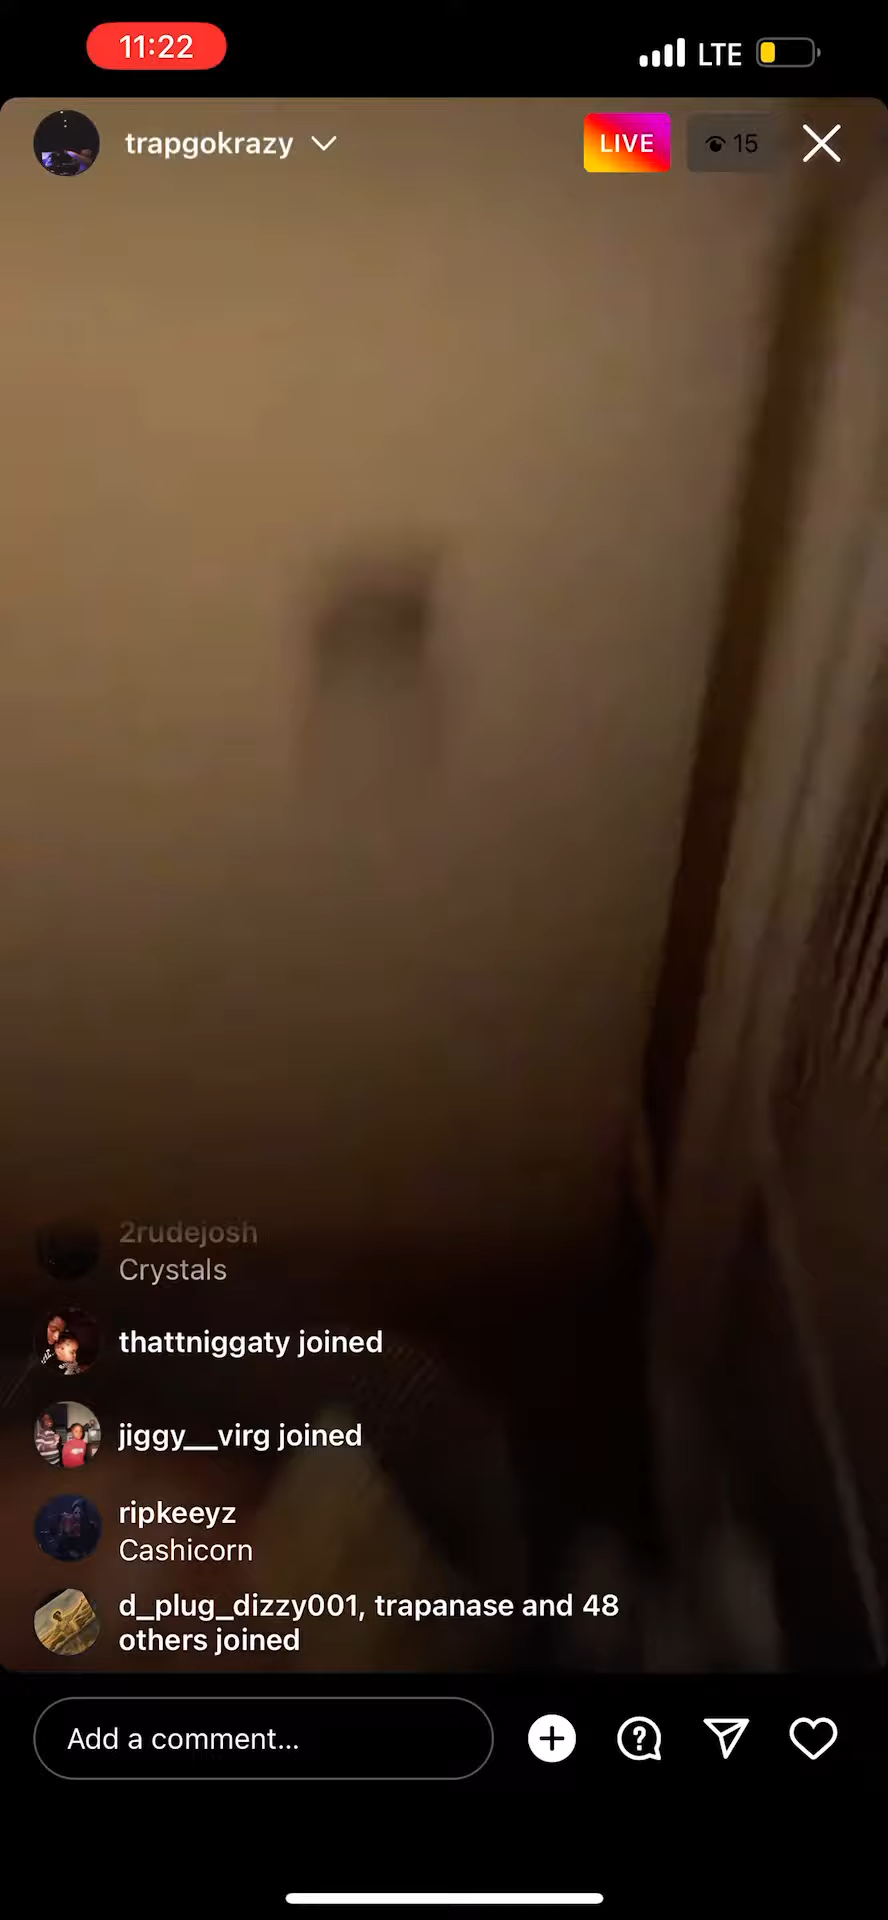 11:22
LTE
trapgokrazy
LIVE
15
2rudejosh
Crystals
thattniggaty joined
jiggy__virg joined
ripkeeyz
Cashicorn
d_plug_dizzy001, trapanase and 48
others joined
Add a comment...